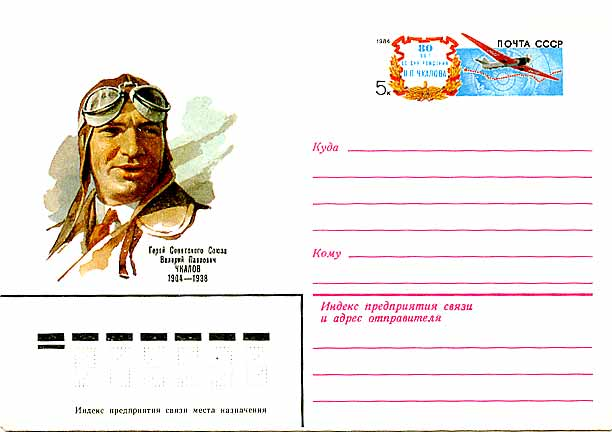 1984
80
ЛЕТ
СО ДНЯ РОЖДЕНИЯ
В.П.ЧКАЛОВА
5к
ПОЧТА СССР
Герой Советского Союза
Валерий Павлович
ЧКАЛОВ
1904—1938
Куда
Кому
Индекс предприятия связи
и адрес отправителя
Индекс предприятия связи места назначения